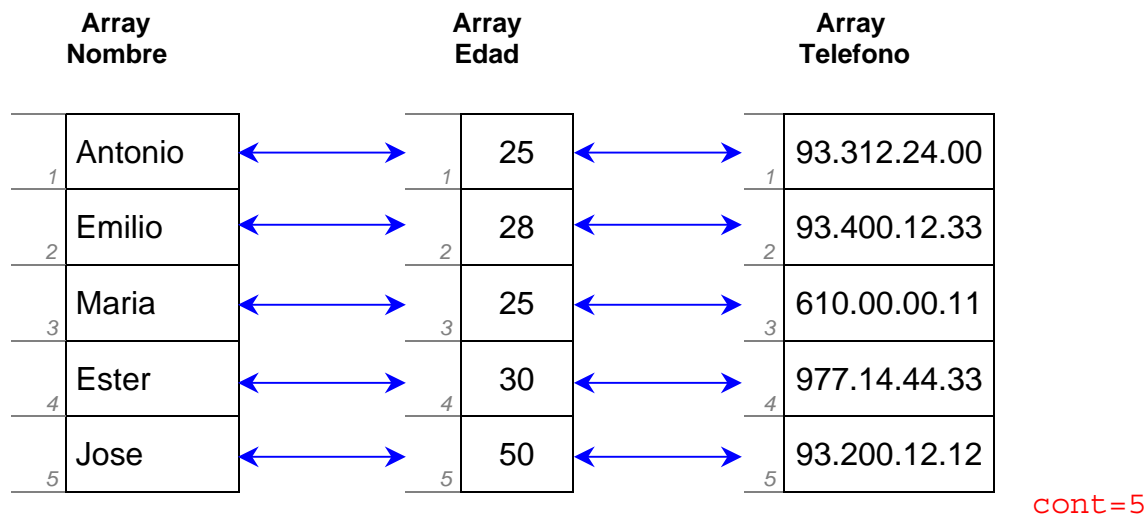 Array Array Array
Nombre Edad Telefono
1 Antonio 1 25 1 93.312.24.00
2 Emilio 2 28 2 93.400.12.33
3 Maria 3 25 3 610.00.00.11
4 Ester 4 30 4 977.14.44.33
5 Jose 5 50 5 93.200.12.12
cont=5